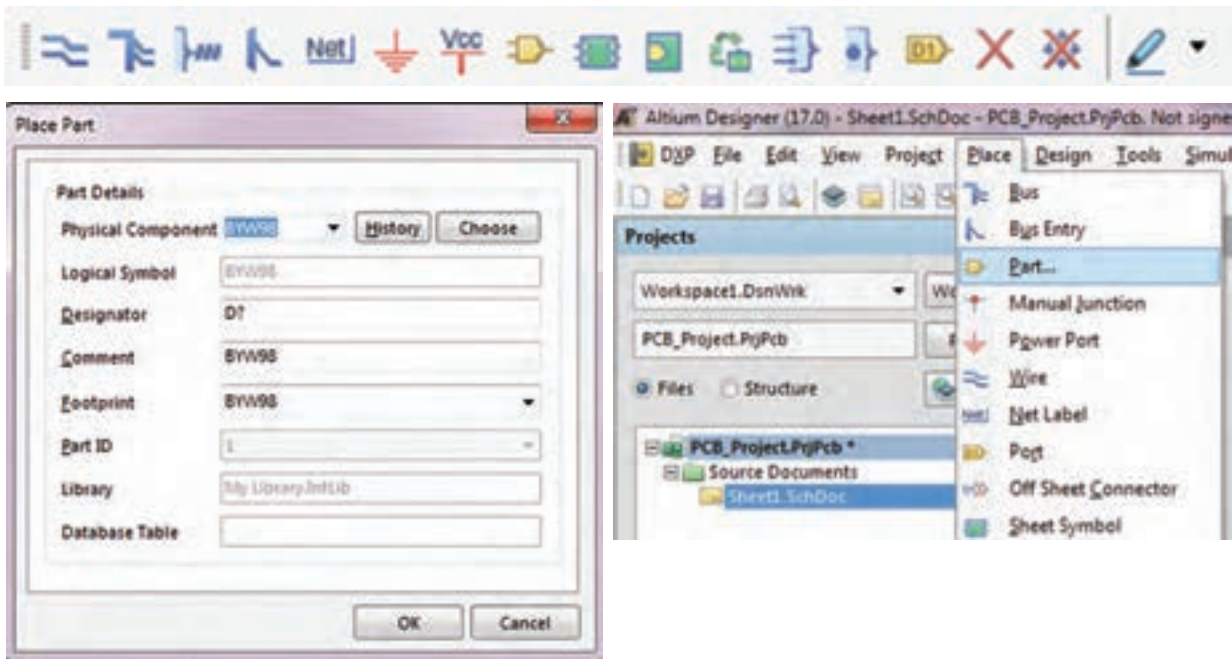 Net
Vcc
D1
Place Part
Part Details
Physical Component BYW98 History Choose
Logical Symbol BYW98
Designator D?
Comment BYW98
Footprint BYW98
Part ID 1
Library My Library.IntLib
Database Table
OK Cancel
Altium Designer (17.0) - Sheet1.SchDoc - PCB_Project.PrjPcb. Not signe
DXP File Edit View Project Place Design Tools Simul
Projects
Workspace1.DsnWrk
PCB_Project.PrjPcb
Files Structure
PCB_Project.PrjPcb *
Source Documents
Sheet1.SchDoc
Bus
Bus Entry
Part...
Manual Junction
Power Port
Wire
Net Label
Port
Off Sheet Connector
Sheet Symbol